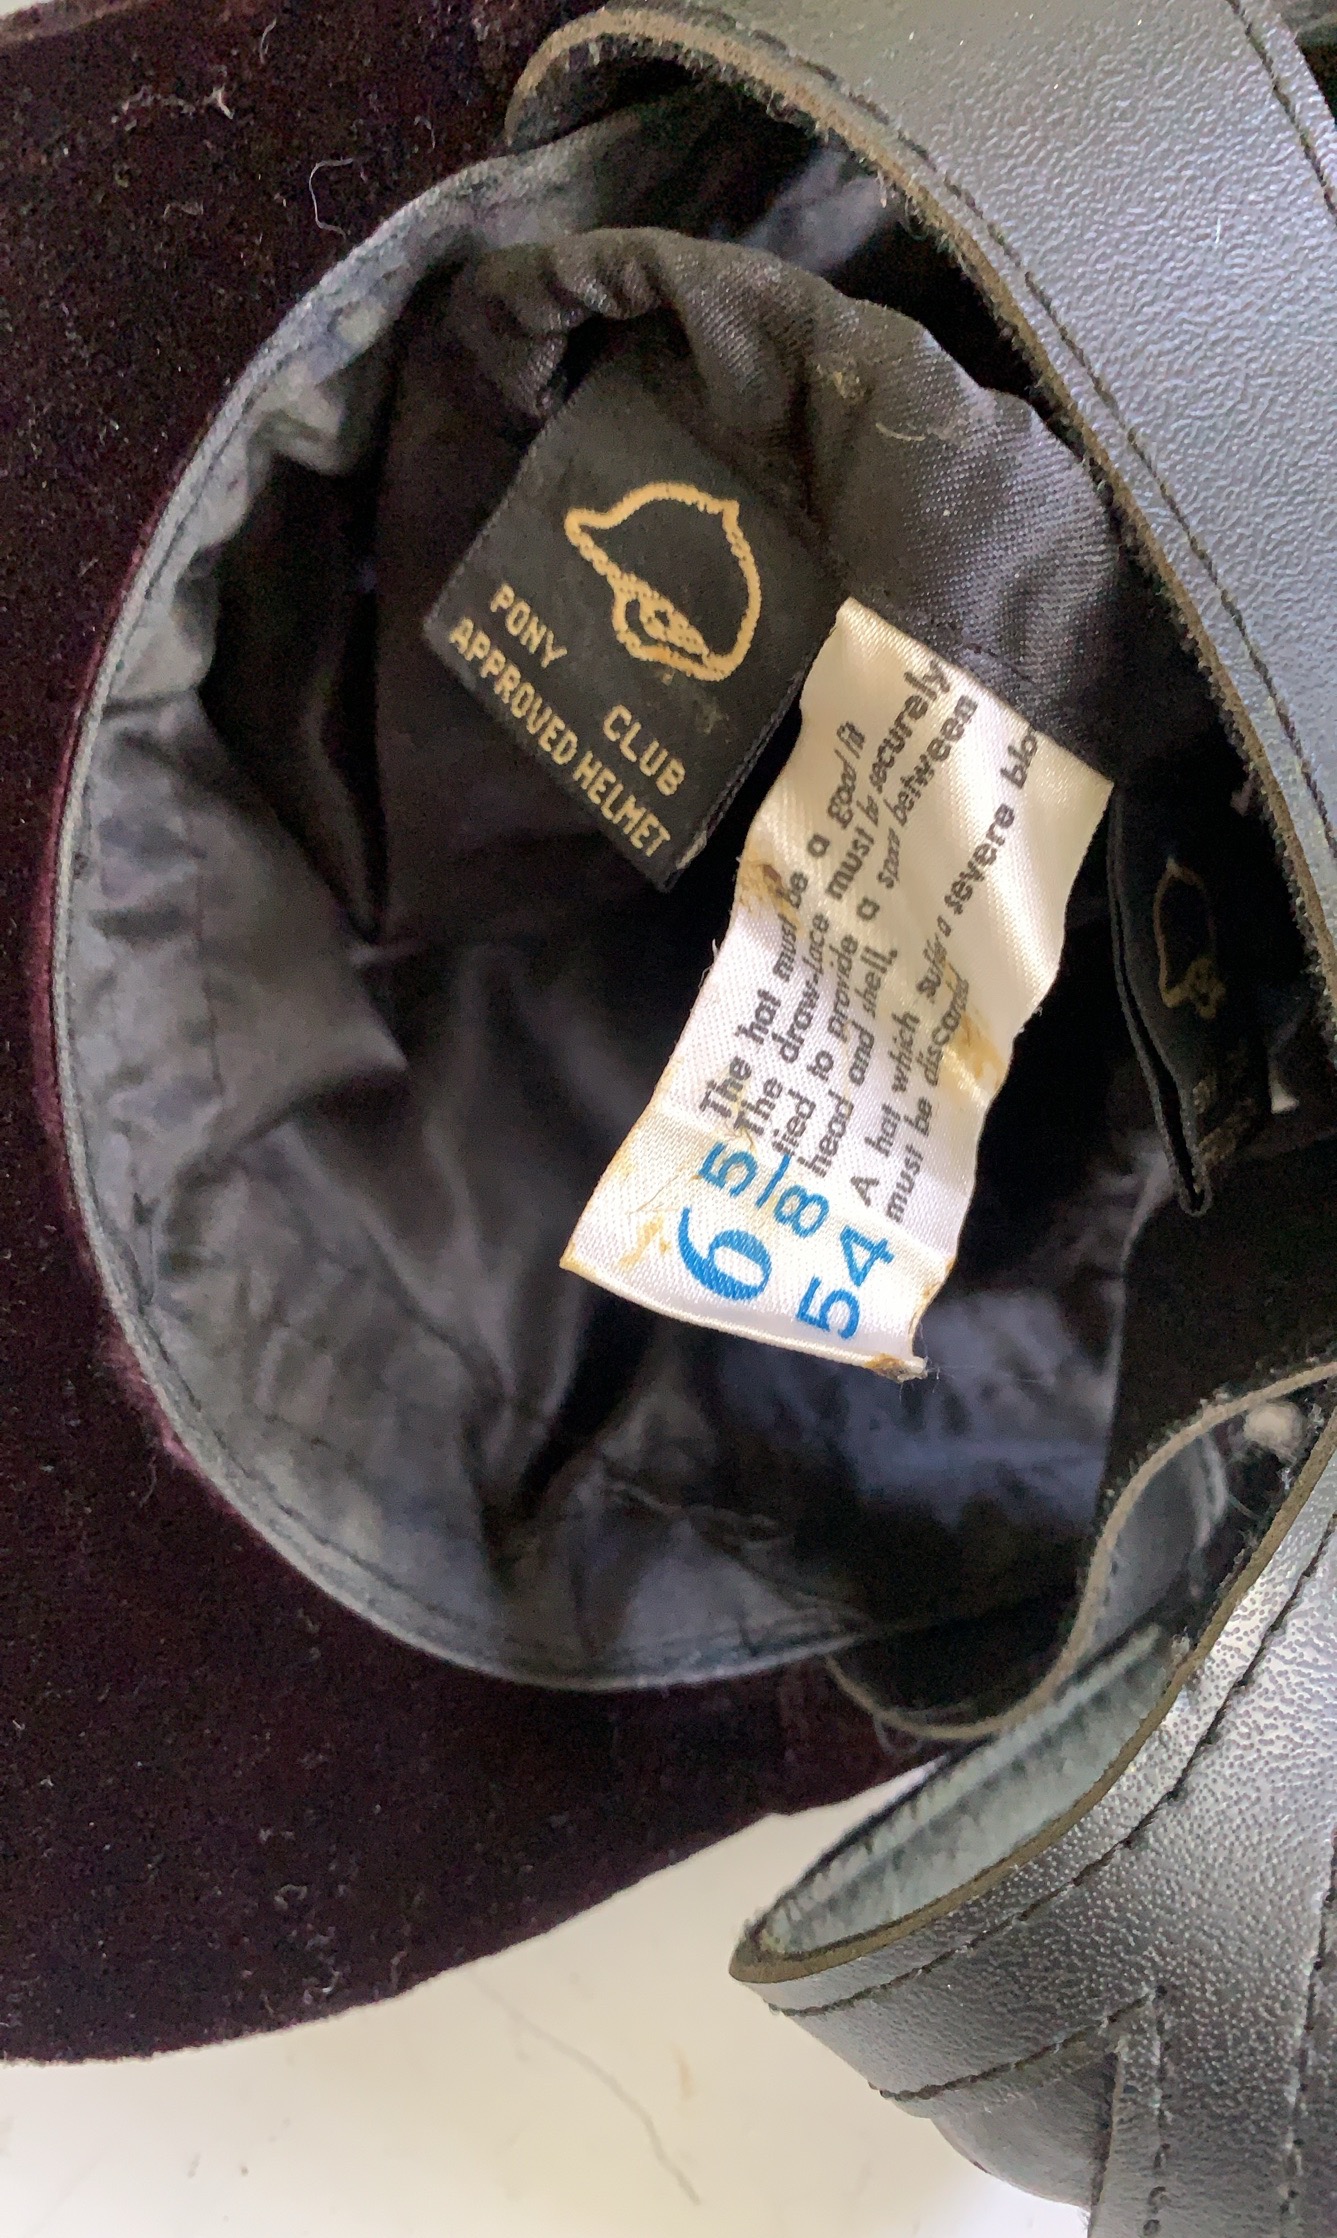 PONY CLUB
APPROVED HELMET
The hat must be a good fit
The draw-lace must be securely
tied to provide a space between
head and shell.
A hat which suffers a severe blo
must be discarded
6 5/8
54